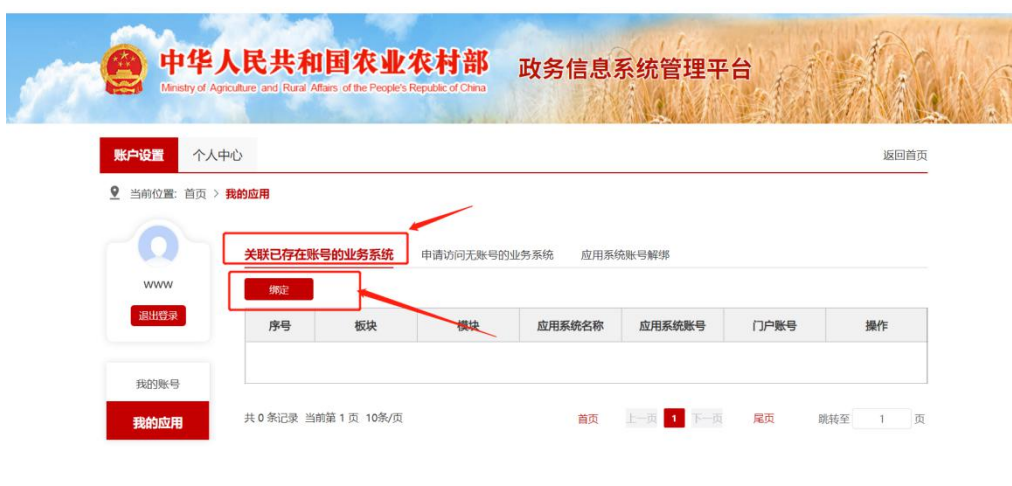 中华人民共和国农业农村部 政务信息系统管理平台
Ministry of Agriculture and Rural Affairs of the People's Republic of China
账户设置 个人中心 返回首页
当前位置: 首页 > 我的应用
关联已存在账号的业务系统 申请访问无账号的业务系统 应用系统账号解绑
www
绑定
退出登录
序号 板块 模块 应用系统名称 应用系统账号 门户账号 操作
我的账号
我的应用
共 0 条记录 当前第 1 页 10条/页 首页 上一页 1 下一页 尾页 跳转至 1 页